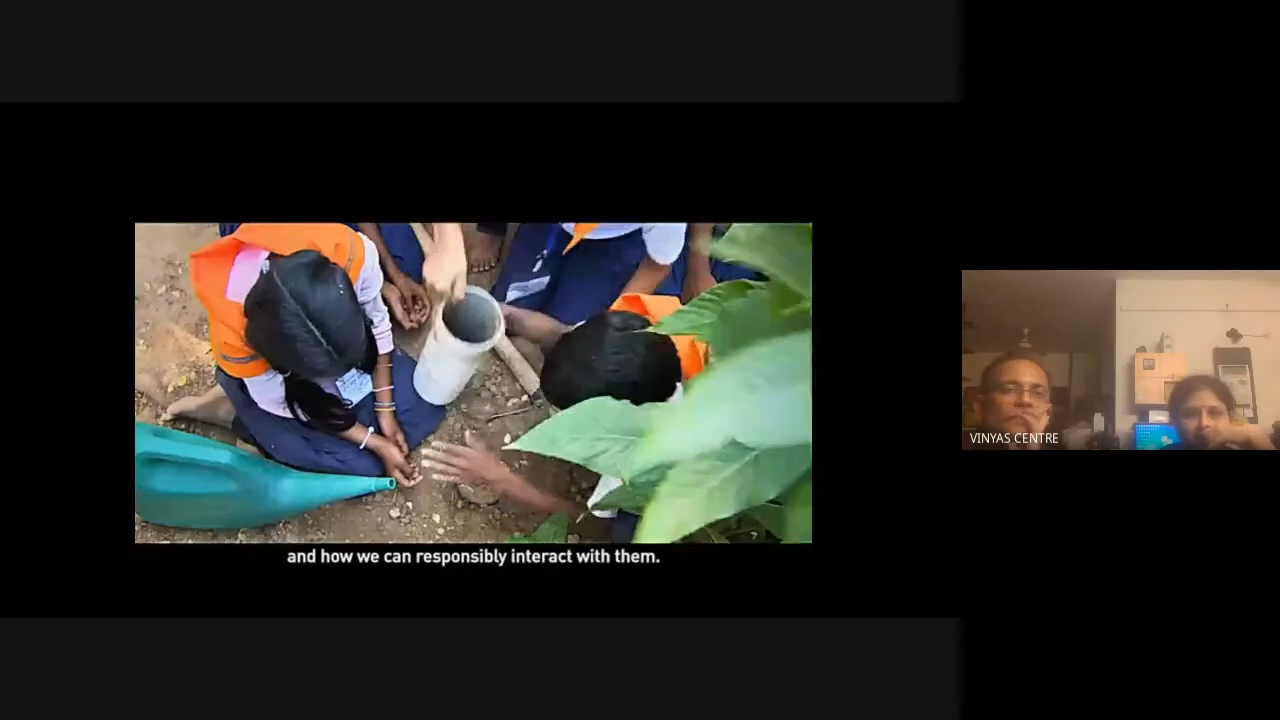 and how we can responsibly interact with them.
VINYAS CENTRE